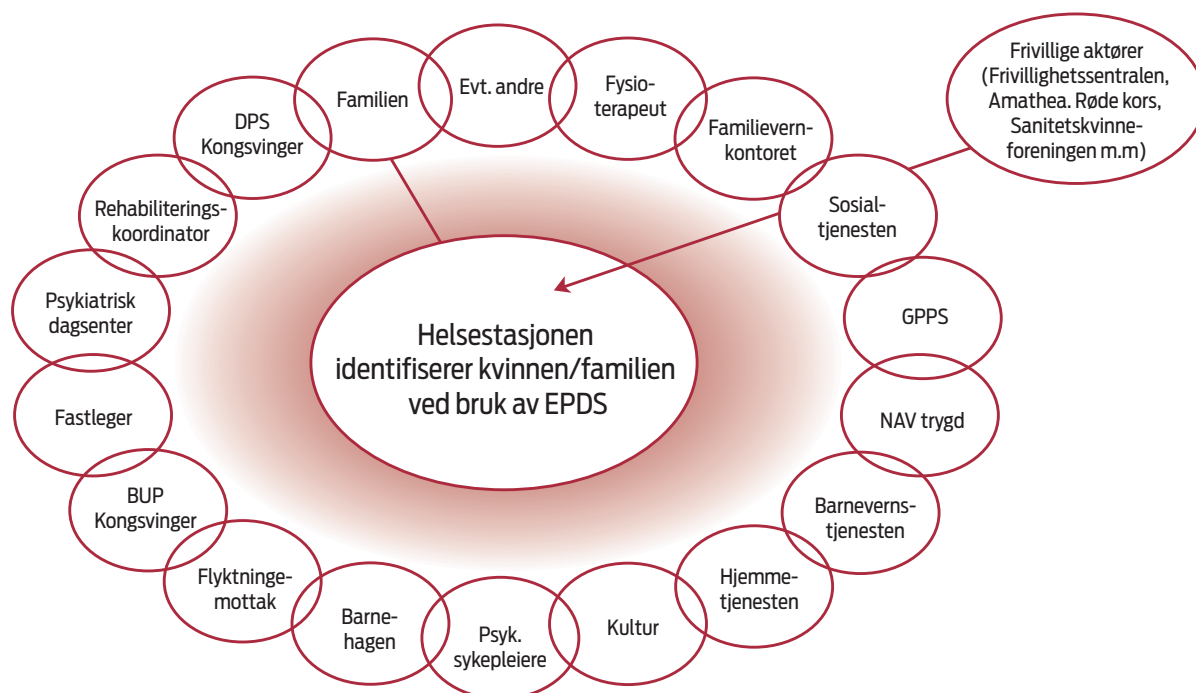 Familien
Evt. andre
Fysio-
terapeut
Familievern-
kontoret
Sosial-
tjenesten
GPPS
NAV trygd
Barneverns-
tjenesten
Hjemme-
tjenesten
Kultur
Psyk.
sykepleiere
Barne-
hagen
Flyktninge-
mottak
BUP
Kongsvinger
Fastleger
Psykiatrisk
dagsenter
Rehabiliterings-
koordinator
DPS
Kongsvinger
Frivillige aktører
(Frivillighetssentralen,
Amathea. Røde kors,
Sanitetskvinne-
foreningen m.m)
Helsestasjonen
identifiserer kvinnen/familien
ved bruk av EPDS